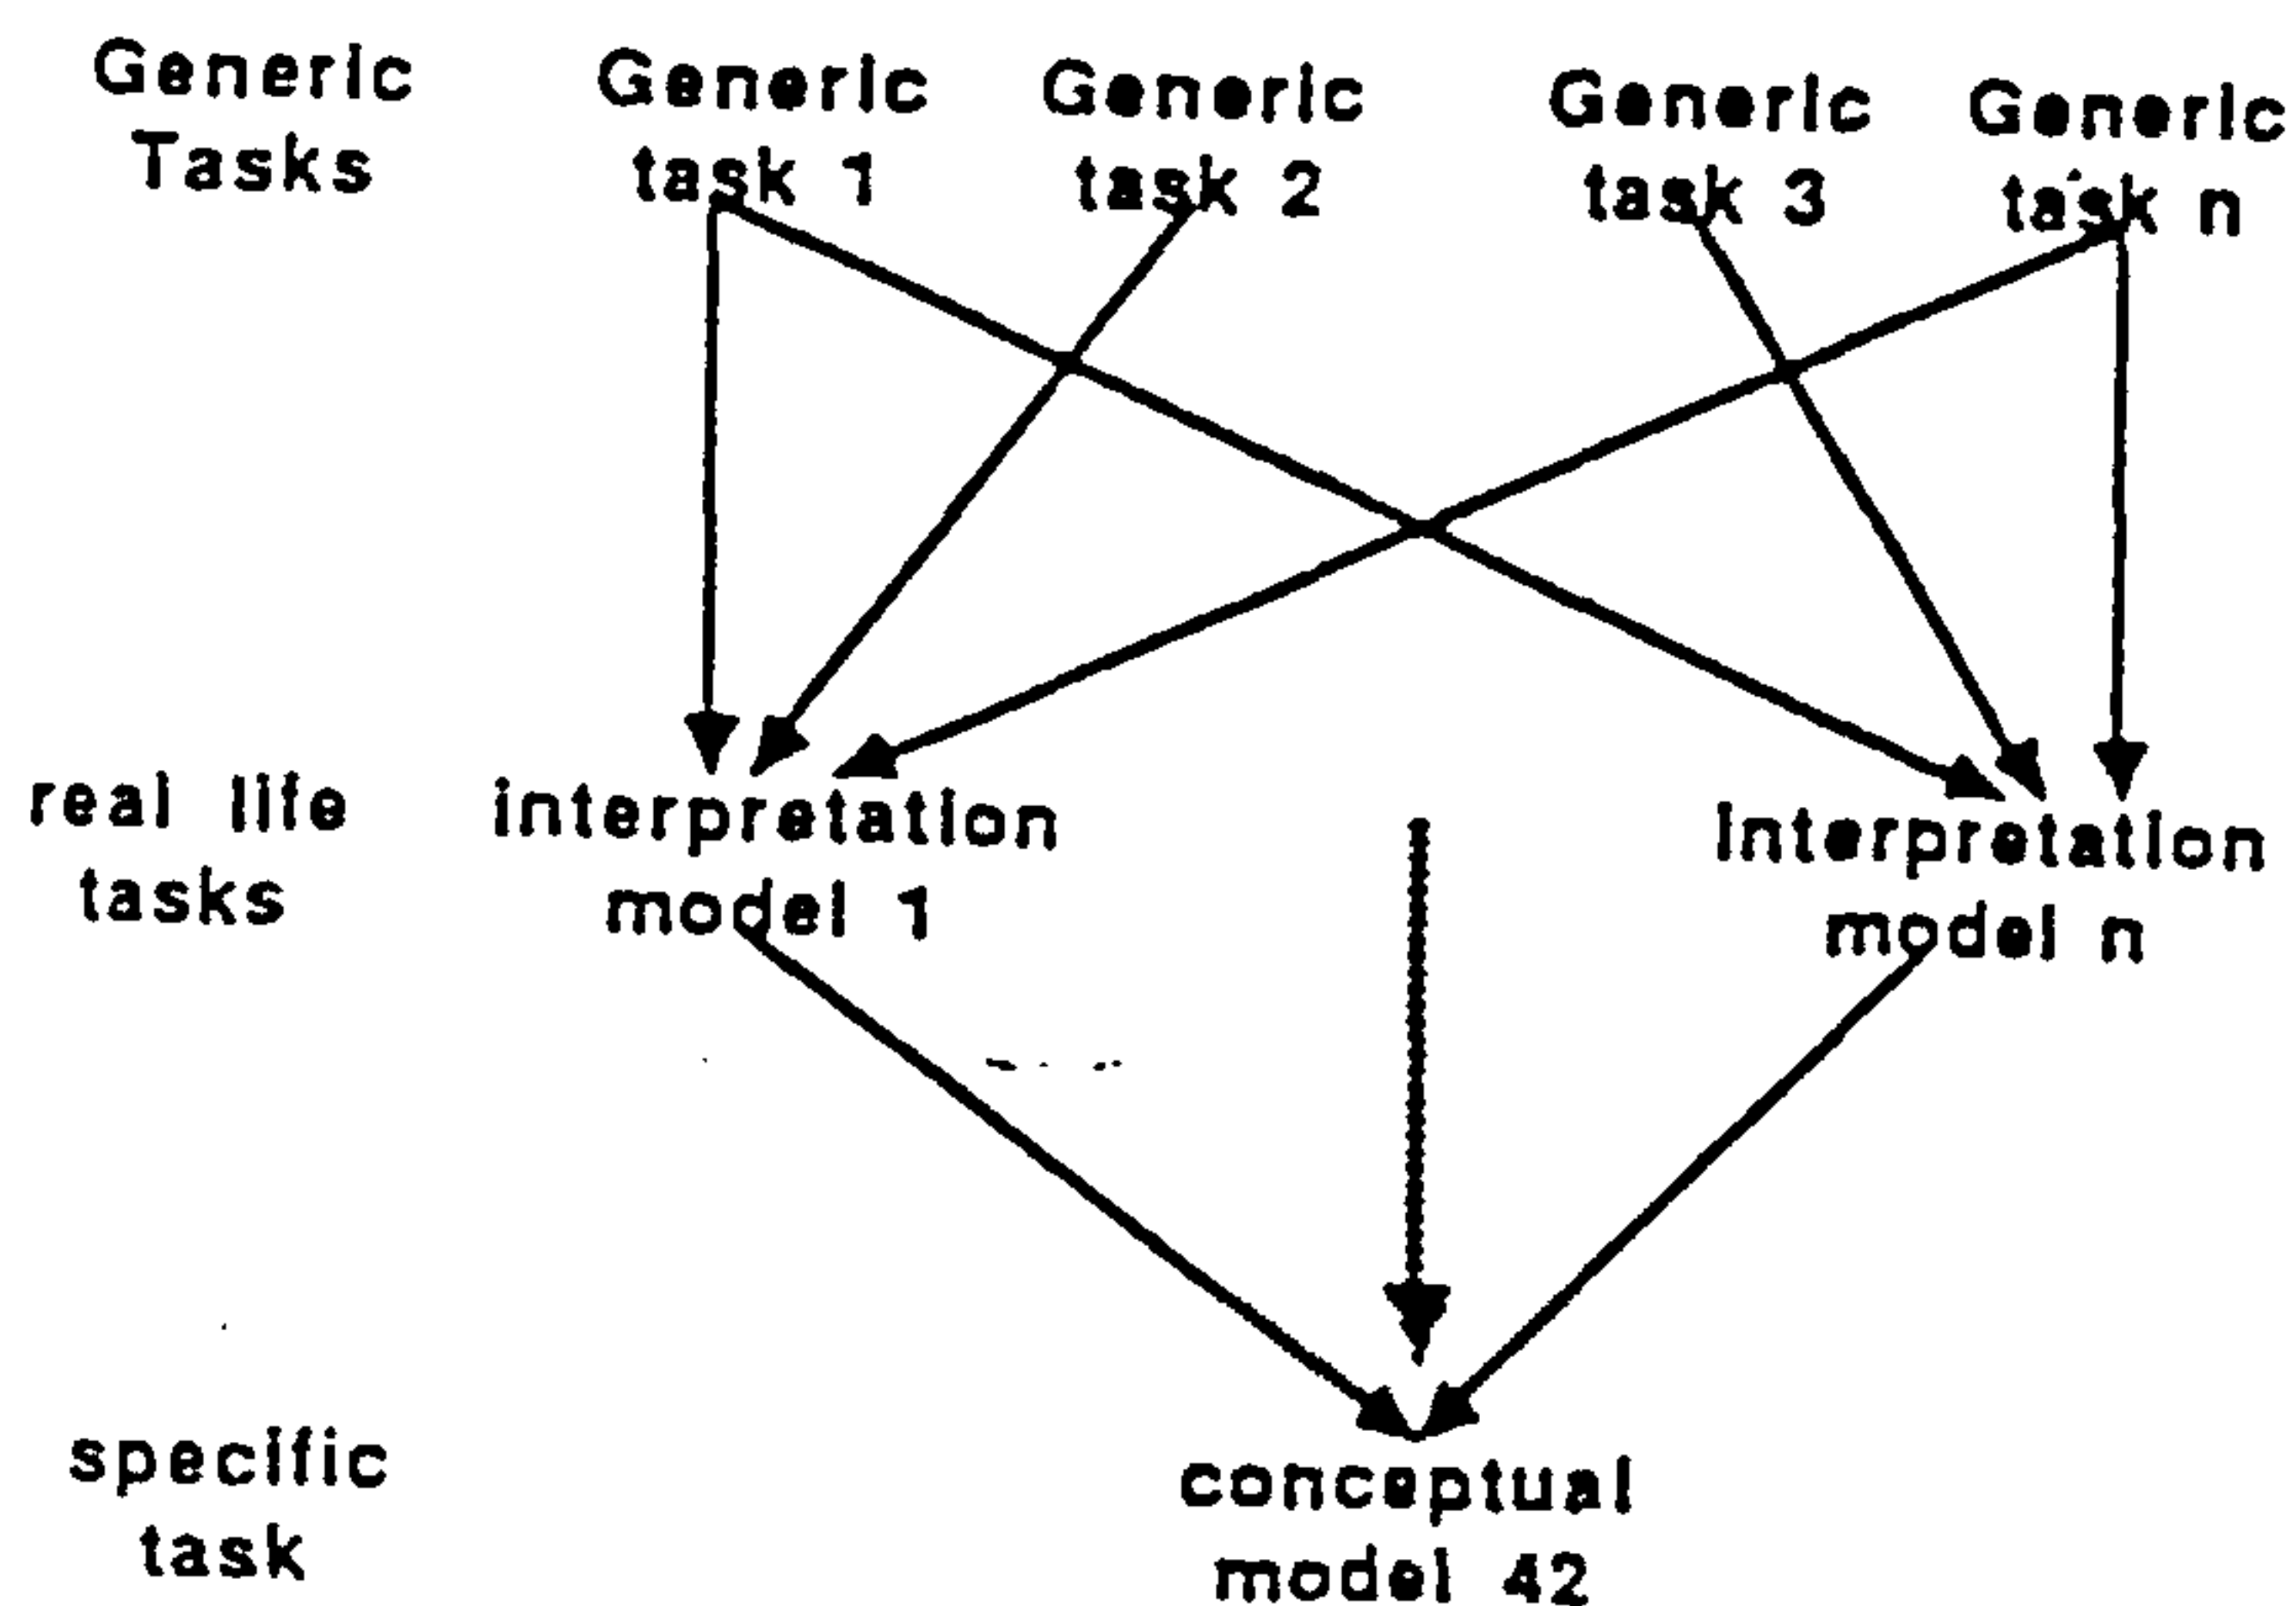 Generic
Tasks
Generic
task 1
Generic
task 2
Generic
task 3
Generic
task n
real life
tasks
interpretation
model 1
Interpretation
model n
specific
task
conceptual
model 42